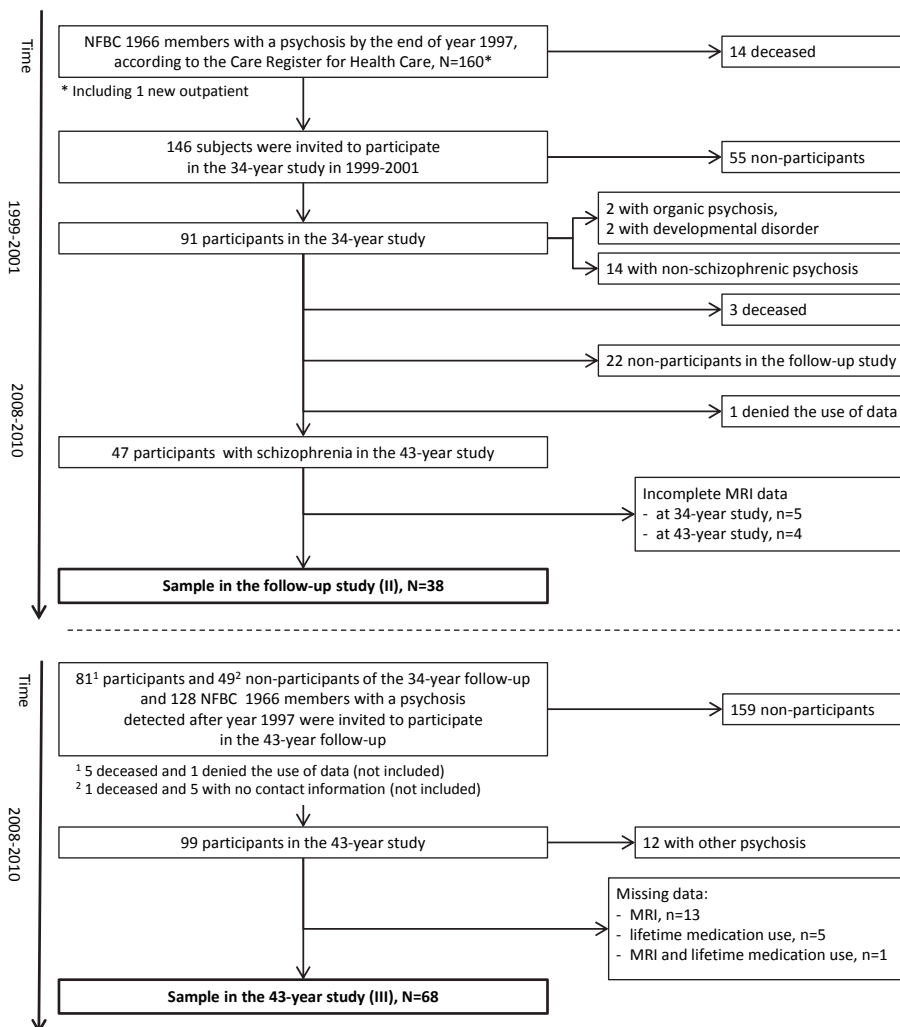 Time
1999-2001
2008-2010
NFBC 1966 members with a psychosis by the end of year 1997,
according to the Care Register for Health Care, N=160*
14 deceased
* Including 1 new outpatient
146 subjects were invited to participate
in the 34-year study in 1999-2001
55 non-participants
91 participants in the 34-year study
2 with organic psychosis,
2 with developmental disorder
14 with non-schizophrenic psychosis
3 deceased
22 non-participants in the follow-up study
1 denied the use of data
47 participants with schizophrenia in the 43-year study
Incomplete MRI data
- at 34-year study, n=5
- at 43-year study, n=4
Sample in the follow-up study (II), N=38
Time
2008-2010
81¹ participants and 49² non-participants of the 34-year follow-up
and 128 NFBC 1966 members with a psychosis
detected after year 1997 were invited to participate
in the 43-year follow-up
159 non-participants
¹ 5 deceased and 1 denied the use of data (not included)
² 1 deceased and 5 with no contact information (not included)
99 participants in the 43-year study
12 with other psychosis
Missing data:
- MRI, n=13
- lifetime medication use, n=5
- MRI and lifetime medication use, n=1
Sample in the 43-year study (III), N=68